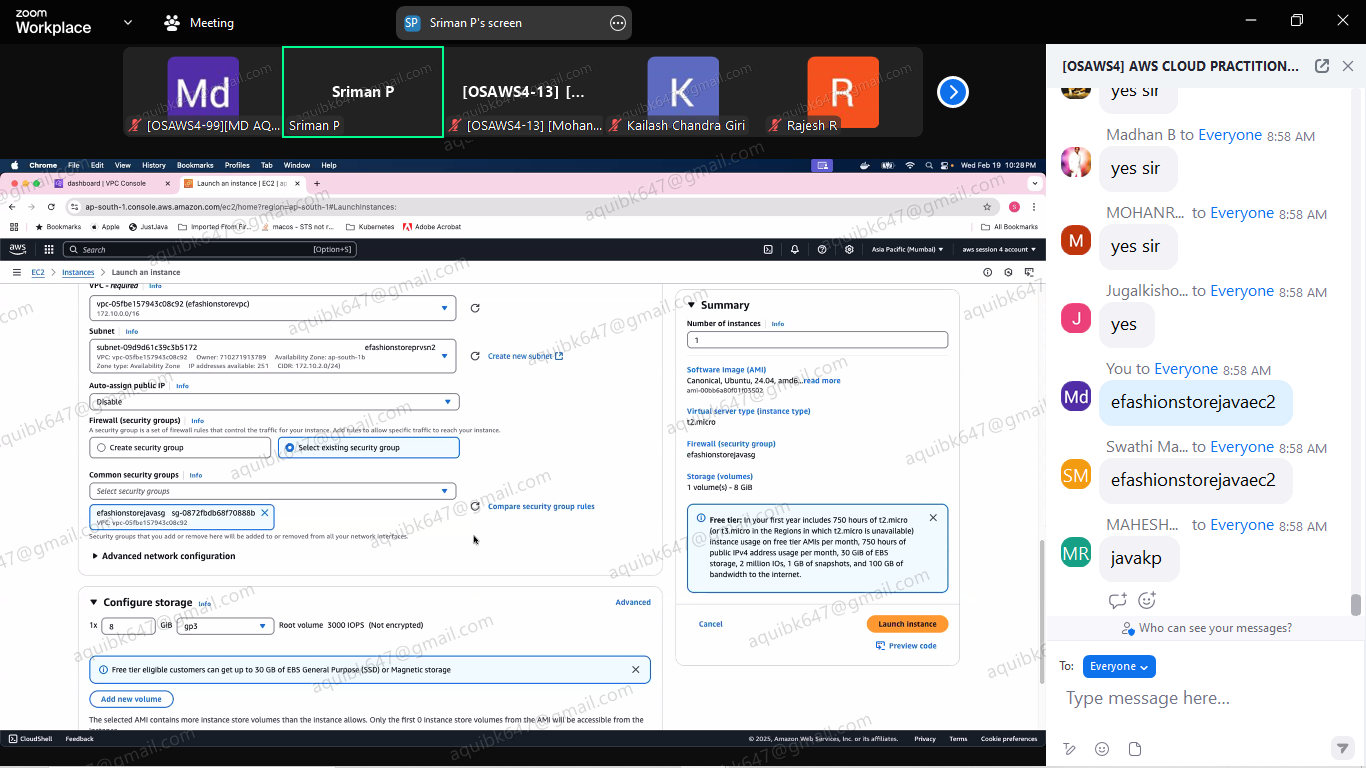 zoom
Workplace
Meeting
SP
Sriman P's screen
Md
[OSAWS4-99][MD AQ...
Sriman P
Sriman P
[OSAWS4-13] [...
[OSAWS4-13] [Mohan...
K
Kailash Chandra Giri
R
Rajesh R
[OSAWS4] AWS CLOUD PRACTITION...
yes sir
Madhan B to Everyone 8:58 AM
yes sir
MOHANR... to Everyone 8:58 AM
M
yes sir
Jugalkisho... to Everyone 8:58 AM
J
yes
You to Everyone 8:58 AM
Md
efashionstorejavaec2
Swathi Ma... to Everyone 8:58 AM
SM
efashionstorejavaec2
MAHESH... to Everyone 8:58 AM
MR
javakp
Who can see your messages?
To: Everyone
Type message here...
Chrome File Edit View History Bookmarks Profiles Tab Window Help
Wed Feb 19 10:28 PM
dashboard | VPC Console
Launch an instance | EC2 | ap
ap-south-1.console.aws.amazon.com/ec2/home?region=ap-south-1#LaunchInstances:
S
Bookmarks Apple JustJava Imported From Fir... macos - STS not r... Kubernetes Adobe Acrobat All Bookmarks
aws Search [Option+S] Asia Pacific (Mumbai) aws session 4 account
EC2 Instances Launch an instance
VPC - required Info
vpc-05fbe157943c08c92 (efashionstorevpc)
172.10.0.0/16
Subnet Info
subnet-09d9d61c39c3b5172 efashionstoreprvsn2
VPC: vpc-05fbe157943c08c92 Owner: 710271913789 Availability Zone: ap-south-1b
Zone type: Availability Zone IP addresses available: 251 CIDR: 172.10.2.0/24)
Create new subnet
Auto-assign public IP Info
Disable
Firewall (security groups) Info
A security group is a set of firewall rules that control the traffic for your instance. Add rules to allow specific traffic to reach your instance.
Create security group
Select existing security group
Common security groups Info
Select security groups
efashionstorejavasg sg-0872fbdb68f70888b
VPC: vpc-05fbe157943c08c92
Compare security group rules
Security groups that you add or remove here will be added to or removed from all your network interfaces.
Advanced network configuration
Configure storage Info
Advanced
1x 8 GiB gp3 Root volume 3000 IOPS (Not encrypted)
Free tier eligible customers can get up to 30 GB of EBS General Purpose (SSD) or Magnetic storage
Add new volume
The selected AMI contains more instance store volumes than the instance allows. Only the first 0 instance store volumes from the AMI will be accessible from the
Summary
Number of instances Info
1
Software Image (AMI)
Canonical, Ubuntu, 24.04, amd6...read more
ami-00bb6a80f01f03502
Virtual server type (instance type)
t2.micro
Firewall (security group)
efashionstorejavasg
Storage (volumes)
1 volume(s) - 8 GiB
Free tier: In your first year includes 750 hours of t2.micro
(or t3.micro in the Regions in which t2.micro is unavailable)
instance usage on free tier AMIs per month, 750 hours of
public IPv4 address usage per month, 30 GiB of EBS
storage, 2 million IOs, 1 GB of snapshots, and 100 GB of
bandwidth to the internet.
Cancel
Launch instance
Preview code
CloudShell Feedback © 2025, Amazon Web Services, Inc. or its affiliates. Privacy Terms Cookie preferences
aquibk647@gmail.com